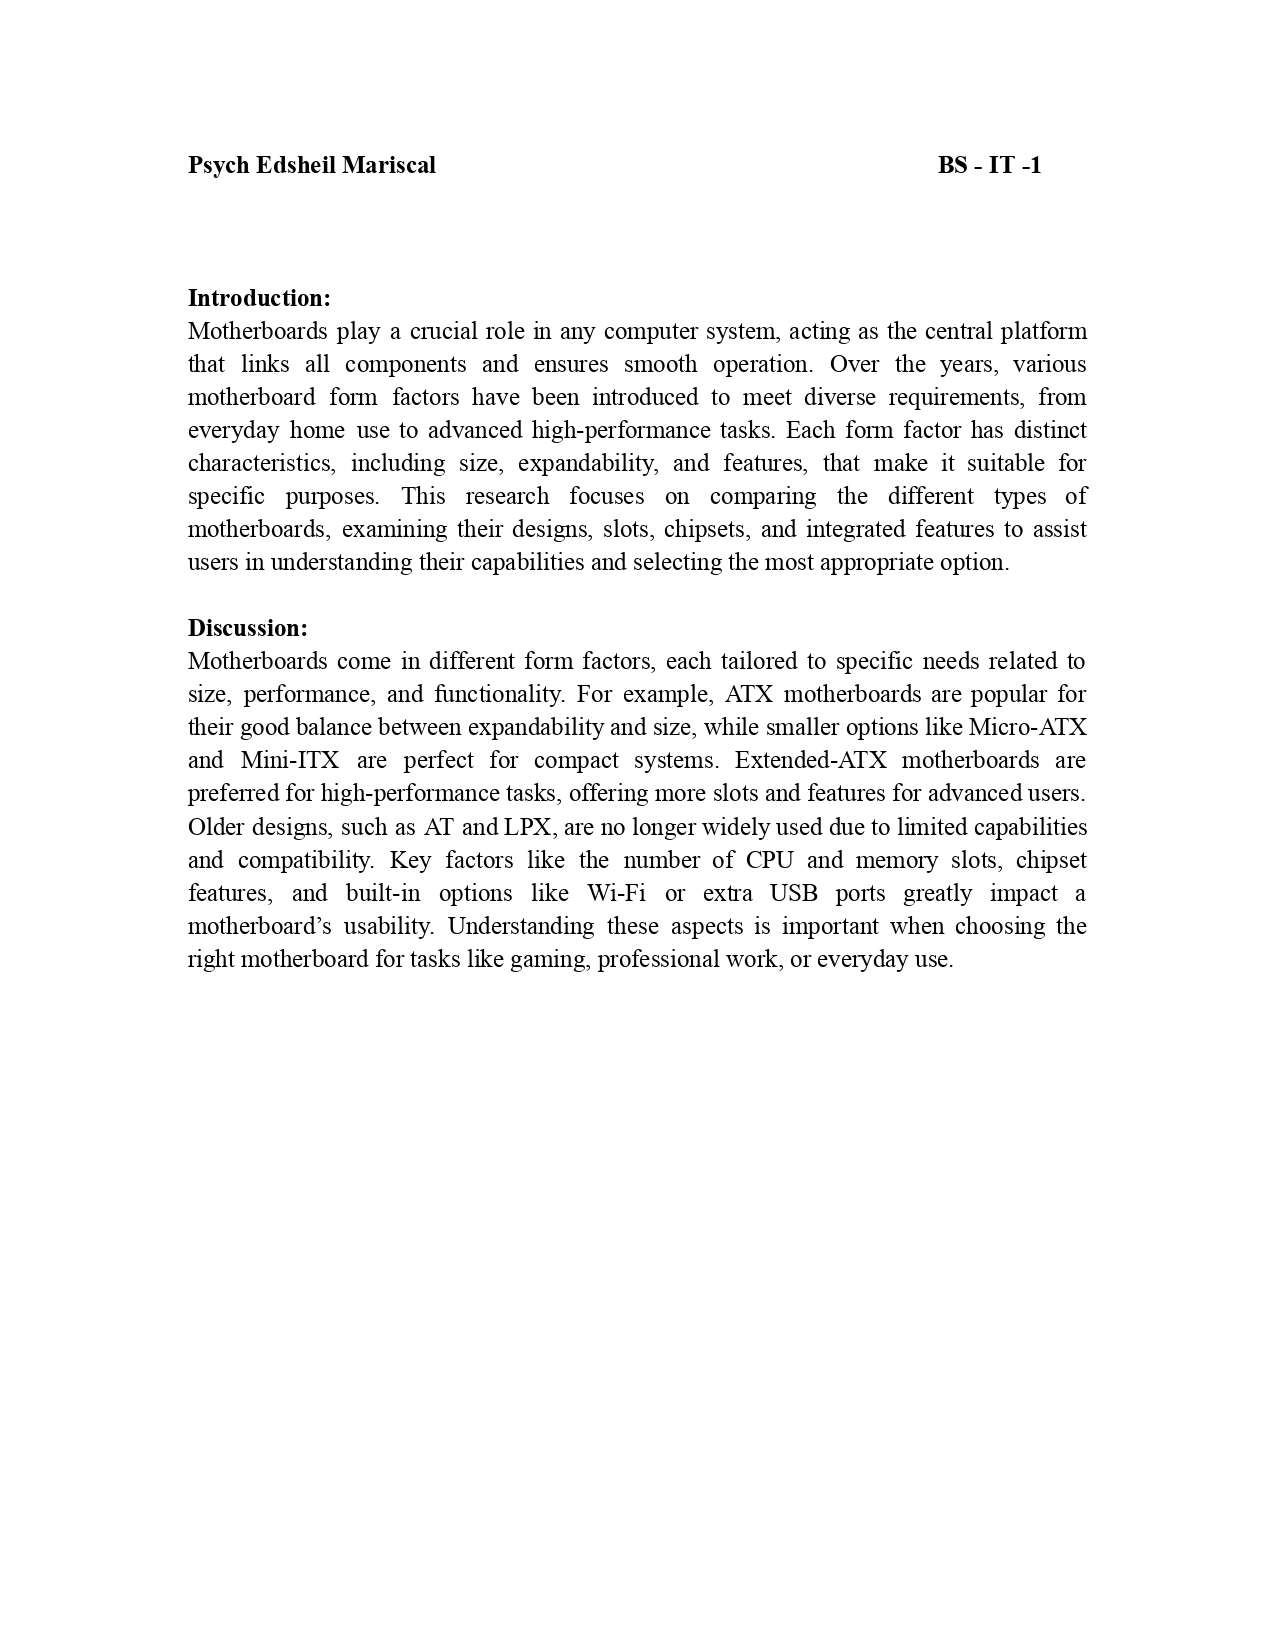 Psych Edsheil Mariscal BS - IT -1
Introduction:
Motherboards play a crucial role in any computer system, acting as the central platform
that links all components and ensures smooth operation. Over the years, various
motherboard form factors have been introduced to meet diverse requirements, from
everyday home use to advanced high-performance tasks. Each form factor has distinct
characteristics, including size, expandability, and features, that make it suitable for
specific purposes. This research focuses on comparing the different types of
motherboards, examining their designs, slots, chipsets, and integrated features to assist
users in understanding their capabilities and selecting the most appropriate option.
Discussion:
Motherboards come in different form factors, each tailored to specific needs related to
size, performance, and functionality. For example, ATX motherboards are popular for
their good balance between expandability and size, while smaller options like Micro-ATX
and Mini-ITX are perfect for compact systems. Extended-ATX motherboards are
preferred for high-performance tasks, offering more slots and features for advanced users.
Older designs, such as AT and LPX, are no longer widely used due to limited capabilities
and compatibility. Key factors like the number of CPU and memory slots, chipset
features, and built-in options like Wi-Fi or extra USB ports greatly impact a
motherboard’s usability. Understanding these aspects is important when choosing the
right motherboard for tasks like gaming, professional work, or everyday use.